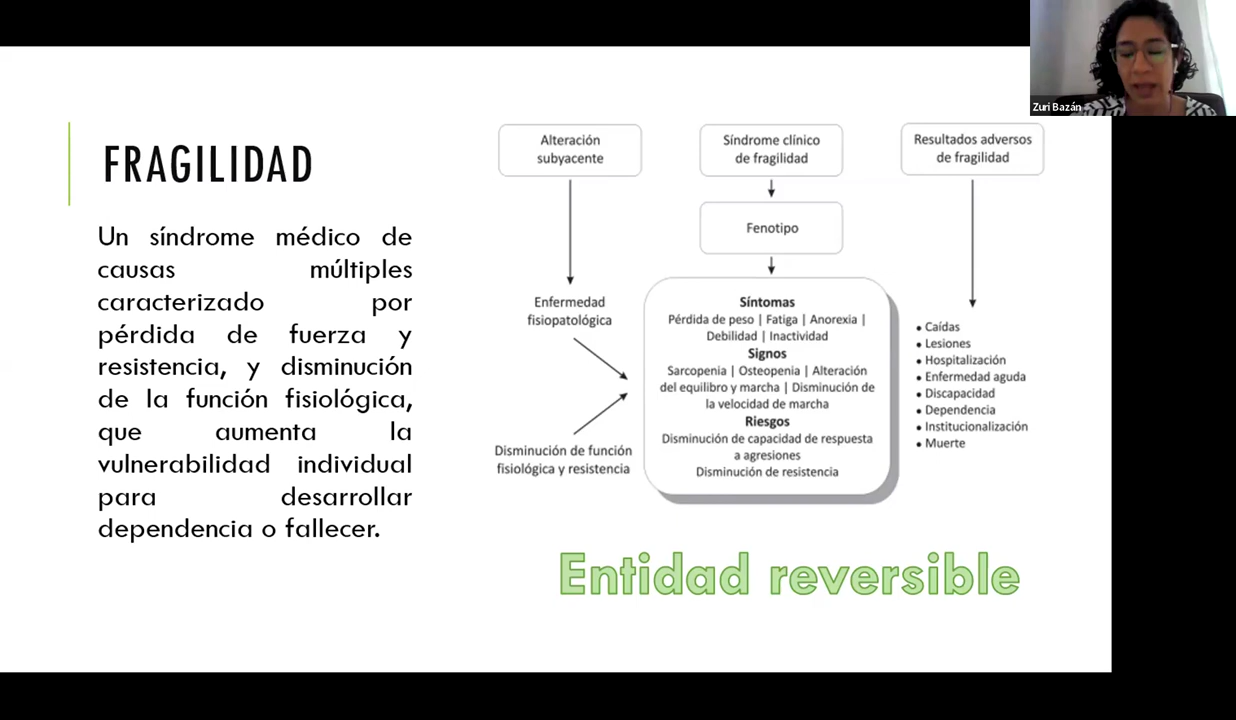 Zuri Bazán
FRAGILIDAD
Un síndrome médico de
causas múltiples
caracterizado por
pérdida de fuerza y
resistencia, y disminución
de la función fisiológica,
que aumenta la
vulnerabilidad individual
para desarrollar
dependencia o fallecer.
Alteración
subyacente
Enfermedad
fisiopatológica
Disminución de función
fisiológica y resistencia
Síndrome clínico
de fragilidad
Fenotipo
Síntomas
Pérdida de peso | Fatiga | Anorexia |
Debilidad | Inactividad
Signos
Sarcopenia | Osteopenia | Alteración
del equilibro y marcha | Disminución de
la velocidad de marcha
Riesgos
Disminución de capacidad de respuesta
a agresiones
Disminución de resistencia
Resultados adversos
de fragilidad
• Caídas
• Lesiones
• Hospitalización
• Enfermedad aguda
• Discapacidad
• Dependencia
• Institucionalización
• Muerte
Entidad reversible